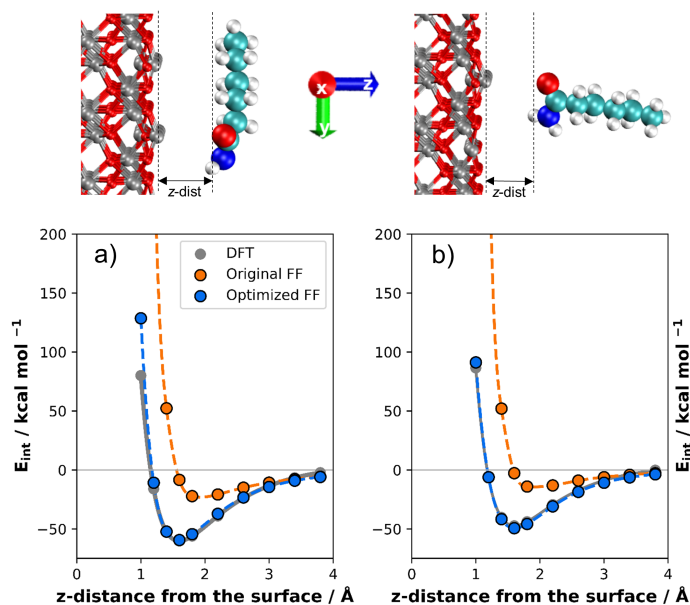 x
z
y
z-dist
z-dist
a)
DFT
Original FF
Optimized FF
200
150
100
50
0
−50
0
1
2
3
4
E_int / kcal mol ⁻¹
z-distance from the surface / Å
b)
200
150
100
50
0
−50
0
1
2
3
4
E_int / kcal mol ⁻¹
z-distance from the surface / Å